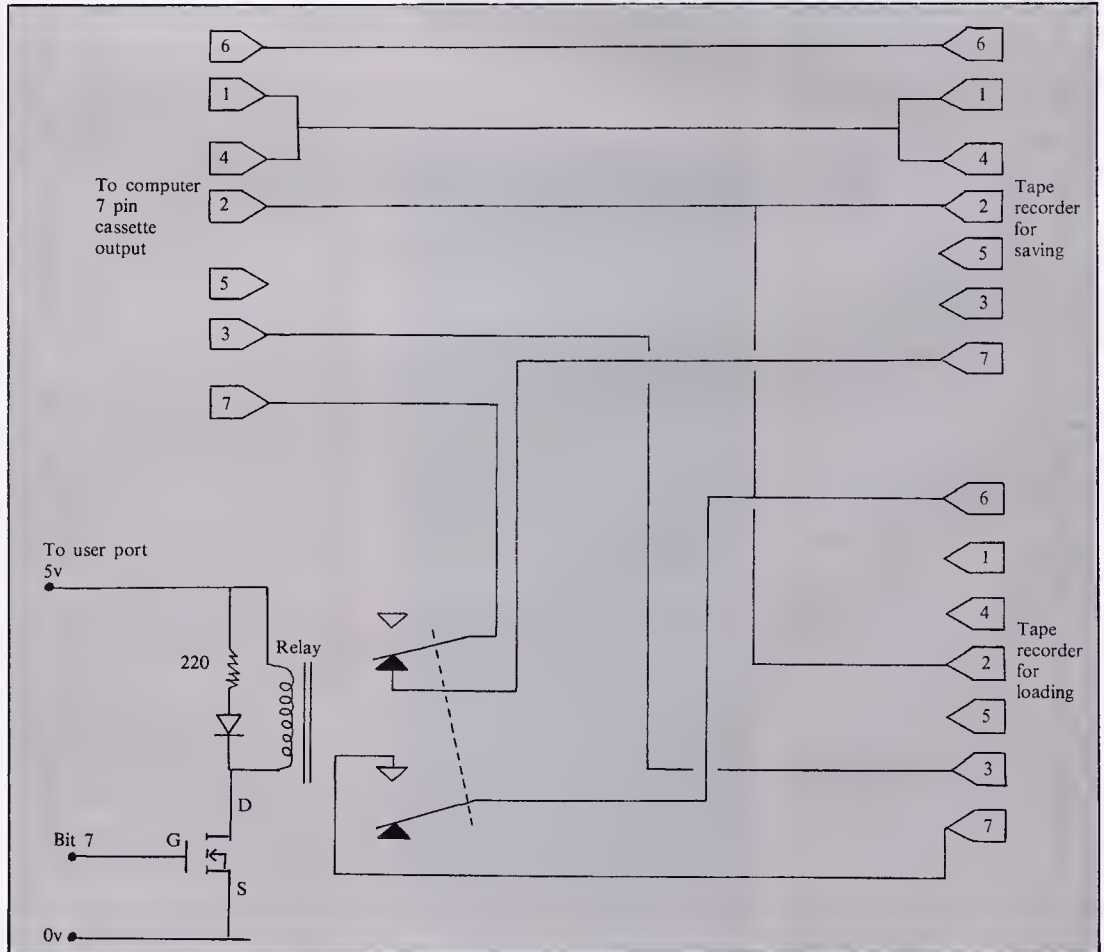 6
1
4
To computer
7 pin
cassette
output
2
5
3
7
6
1
4
2
5
3
7
Tape
recorder
for
saving
6
1
4
2
5
3
7
Tape
recorder
for
loading
To user port
5v
220
Relay
D
G
S
Bit 7
0v